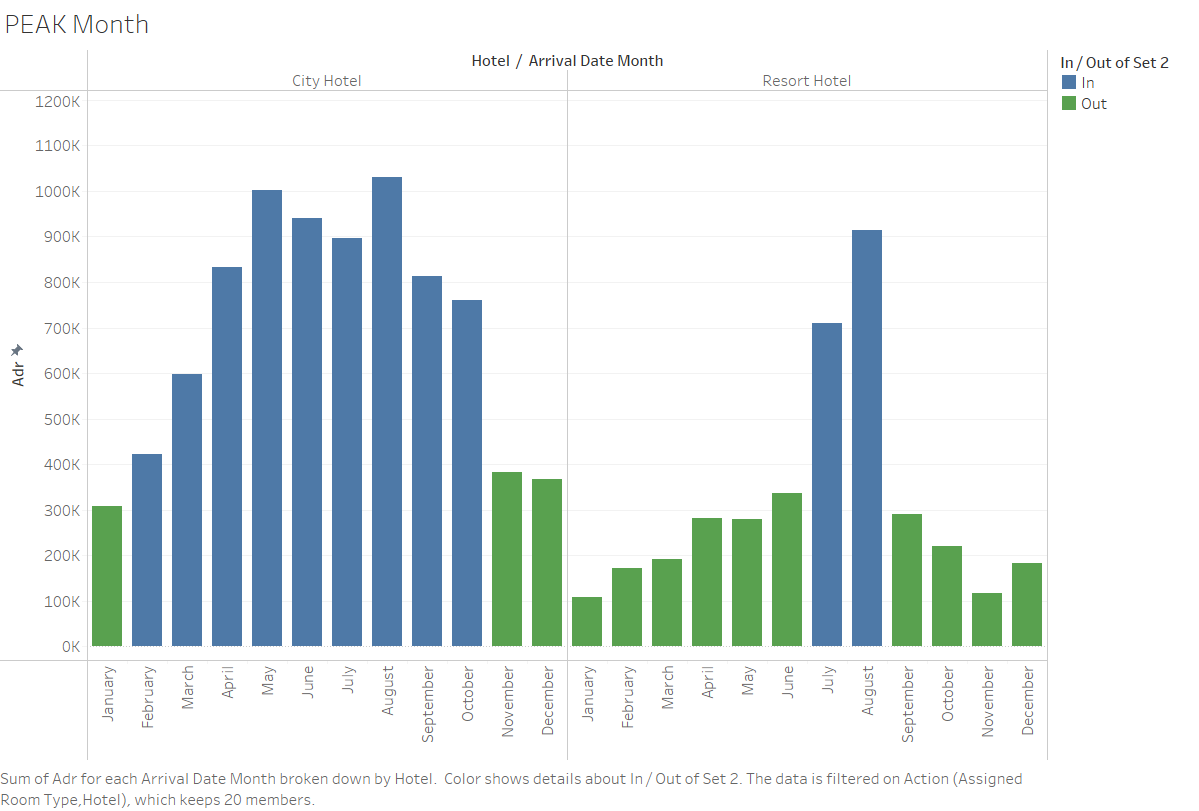 PEAK Month
Hotel / Arrival Date Month
In / Out of Set 2
City Hotel
Resort Hotel
In
Out
1200K
1100K
1000K
900K
800K
700K
600K
500K
400K
300K
200K
100K
0K
Adr
January
February
March
April
May
June
July
August
September
October
November
December
January
February
March
April
May
June
July
August
September
October
November
December
Sum of Adr for each Arrival Date Month broken down by Hotel. Color shows details about In / Out of Set 2. The data is filtered on Action (Assigned
Room Type,Hotel), which keeps 20 members.